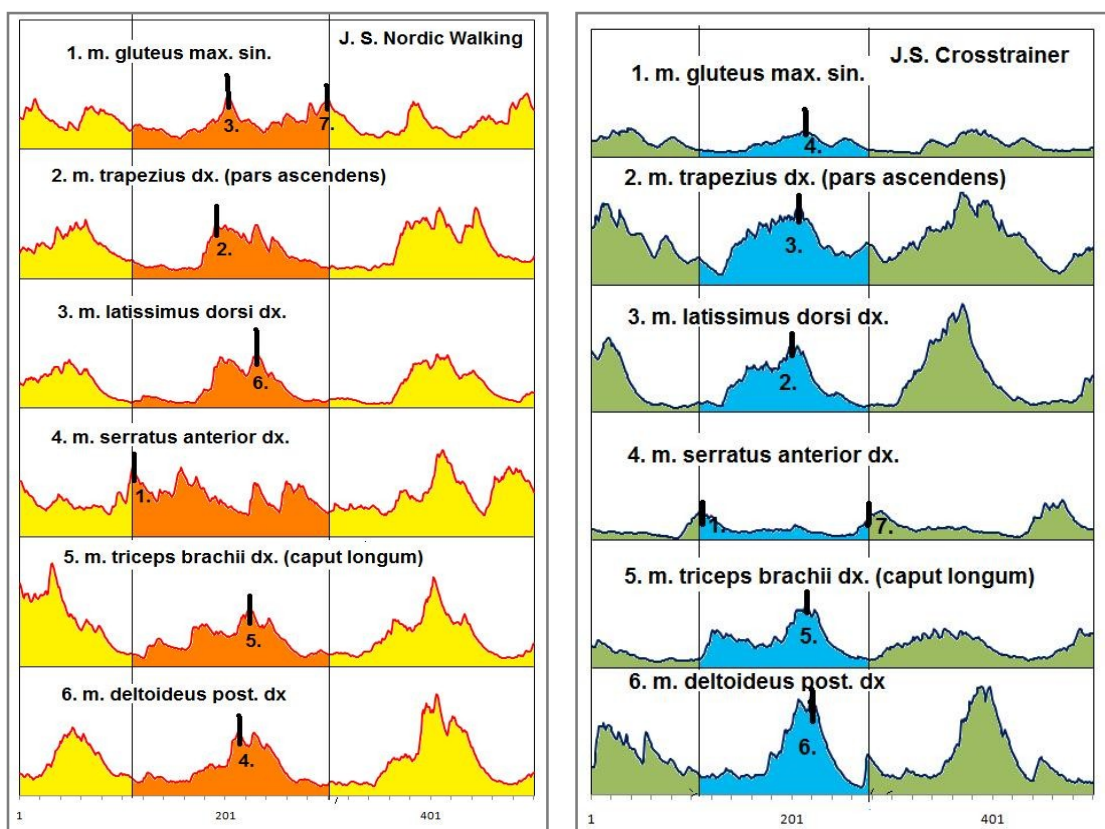 J. S. Nordic Walking
1. m. gluteus max. sin.
3.
7.
2. m. trapezius dx. (pars ascendens)
2.
3. m. latissimus dorsi dx.
6.
4. m. serratus anterior dx.
1.
5. m. triceps brachii dx. (caput longum)
5.
6. m. deltoideus post. dx
4.
1 201 401
J.S. Crosstrainer
1. m. gluteus max. sin.
4.
2. m. trapezius dx. (pars ascendens)
3.
3. m. latissimus dorsi dx.
2.
4. m. serratus anterior dx.
1.
7.
5. m. triceps brachii dx. (caput longum)
5.
6. m. deltoideus post. dx
6.
1 201 401